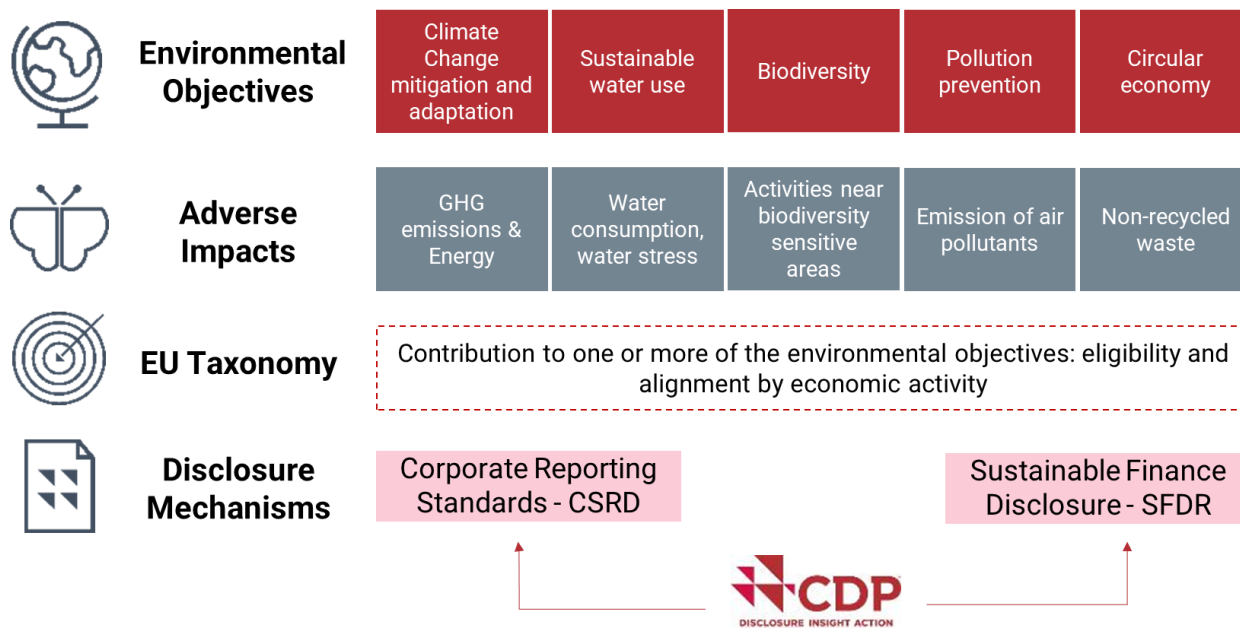 Environmental
Objectives
Climate
Change
mitigation and
adaptation
Sustainable
water use
Biodiversity
Pollution
prevention
Circular
economy
Adverse
Impacts
GHG
emissions &
Energy
Water
consumption,
water stress
Activities near
biodiversity
sensitive
areas
Emission of air
pollutants
Non-recycled
waste
EU Taxonomy
Contribution to one or more of the environmental objectives: eligibility and
alignment by economic activity
Disclosure
Mechanisms
Corporate Reporting
Standards - CSRD
Sustainable Finance
Disclosure - SFDR
CDP
DISCLOSURE INSIGHT ACTION